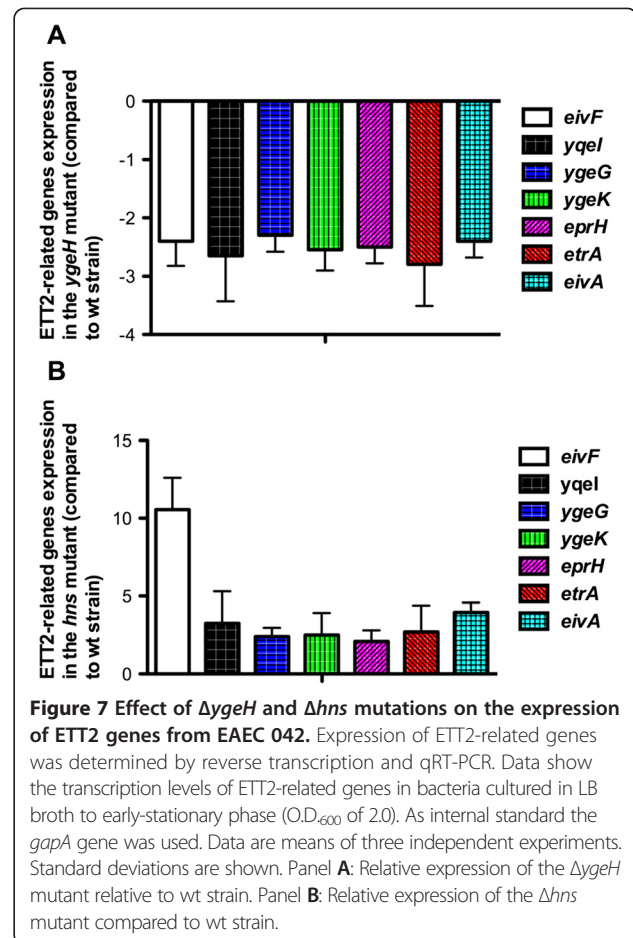 A
ETT2-related genes expression
in the ygeH mutant (compared
to wt strain)
0
-1
-2
-3
-4
eivF
yqeI
ygeG
ygeK
eprH
etrA
eivA
B
ETT2-related genes expression
in the hns mutant (compared
to wt strain)
15
10
5
0
eivF
yqeI
ygeG
ygeK
eprH
etrA
eivA
Figure 7 Effect of ΔygeH and Δhns mutations on the expression
of ETT2 genes from EAEC 042. Expression of ETT2-related genes
was determined by reverse transcription and qRT-PCR. Data show
the transcription levels of ETT2-related genes in bacteria cultured in LB
broth to early-stationary phase (O.D.₆₀₀ of 2.0). As internal standard the
gapA gene was used. Data are means of three independent experiments.
Standard deviations are shown. Panel A: Relative expression of the ΔygeH
mutant relative to wt strain. Panel B: Relative expression of the Δhns
mutant compared to wt strain.